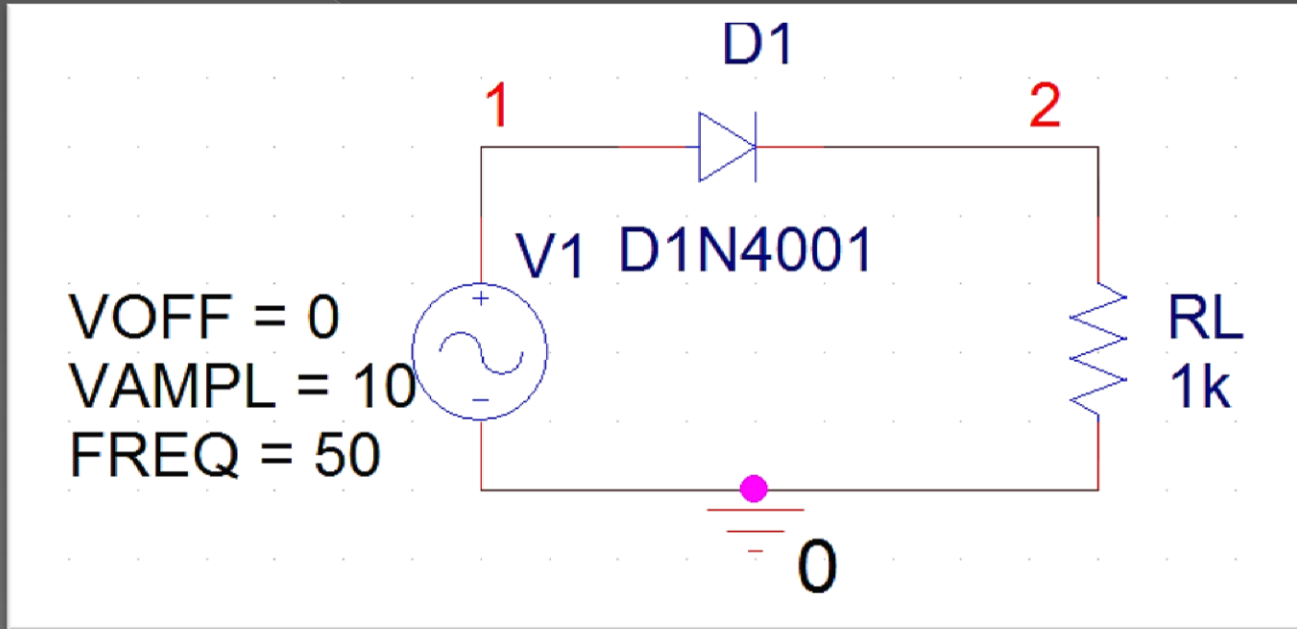 D1
1
2
V1
D1N4001
VOFF = 0
VAMPL = 10
FREQ = 50
RL
1k
0